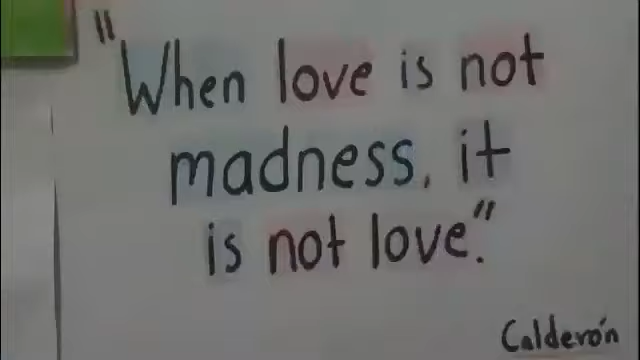 "When love is not
madness, it
is not love."
Calderón